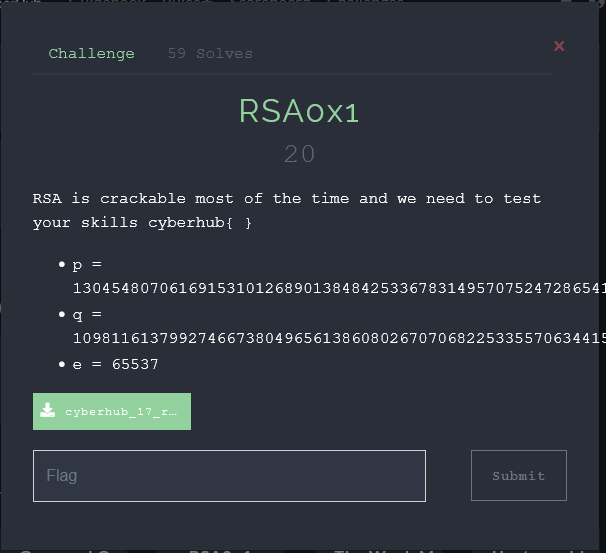 Challenge 59 Solves ×
RSA0x1
20
RSA is crackable most of the time and we need to test
your skills cyberhub{ }
• p =
13045480706169153101268901384842533678314957075247286541
• q =
10981161379927466738049656138608026707068225335570634415
• e = 65537
cyberhub_17_r…
Flag
Submit